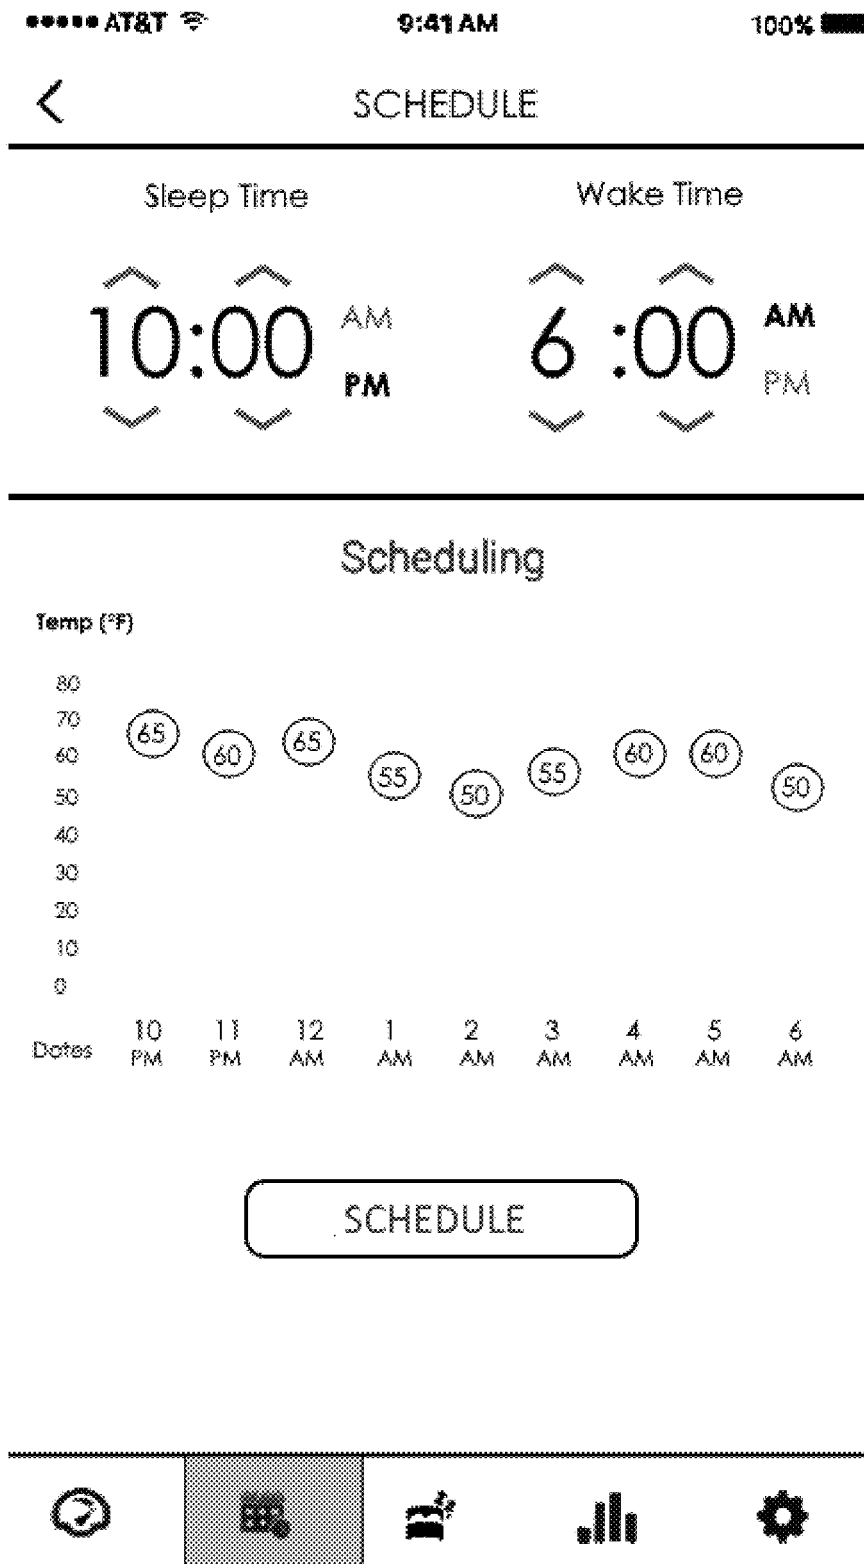 AT&T 9:41 AM 100%
SCHEDULE
Sleep Time Wake Time
10:00 AM PM 6 :00 AM PM
Scheduling
Temp (°F)
80
70
60
50
40
30
20
10
0
65 60 65 55 50 55 60 60 50
Dates 10 PM 11 PM 12 AM 1 AM 2 AM 3 AM 4 AM 5 AM 6 AM
SCHEDULE